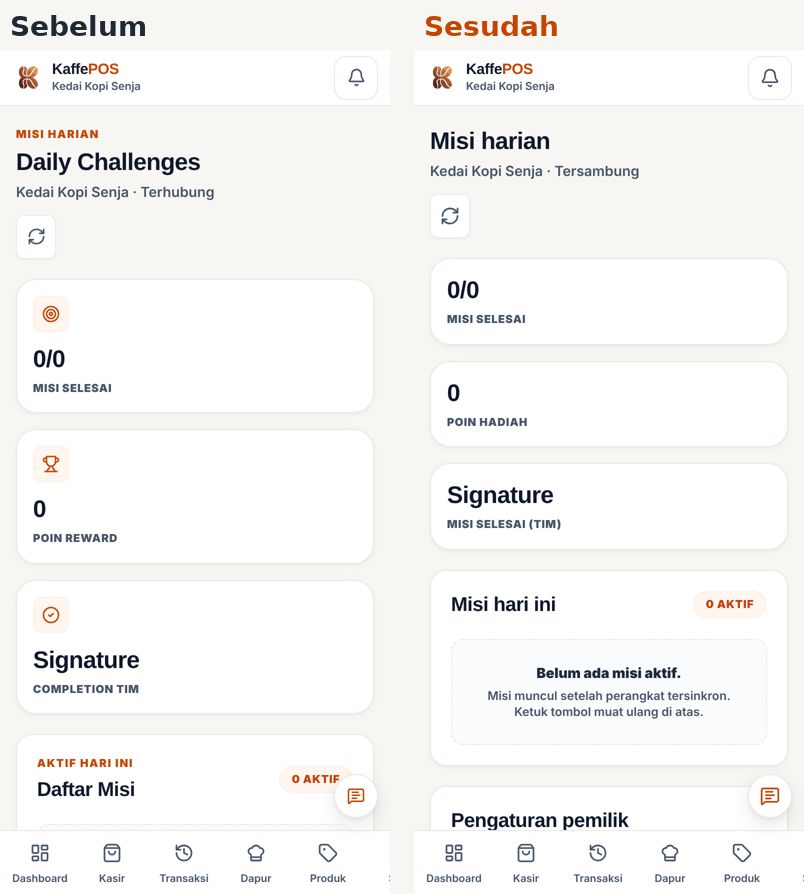 Sebelum
KaffePOS
Kedai Kopi Senja
MISI HARIAN
Daily Challenges
Kedai Kopi Senja · Terhubung
0/0
MISI SELESAI
0
POIN REWARD
Signature
COMPLETION TIM
AKTIF HARI INI
Daftar Misi
0 AKTIF
Dashboard
Kasir
Transaksi
Dapur
Produk
Sesudah
KaffePOS
Kedai Kopi Senja
Misi harian
Kedai Kopi Senja · Tersambung
0/0
MISI SELESAI
0
POIN HADIAH
Signature
MISI SELESAI (TIM)
Misi hari ini
0 AKTIF
Belum ada misi aktif.
Misi muncul setelah perangkat tersinkron.
Ketuk tombol muat ulang di atas.
Pengaturan pemilik
Dashboard
Kasir
Transaksi
Dapur
Produk